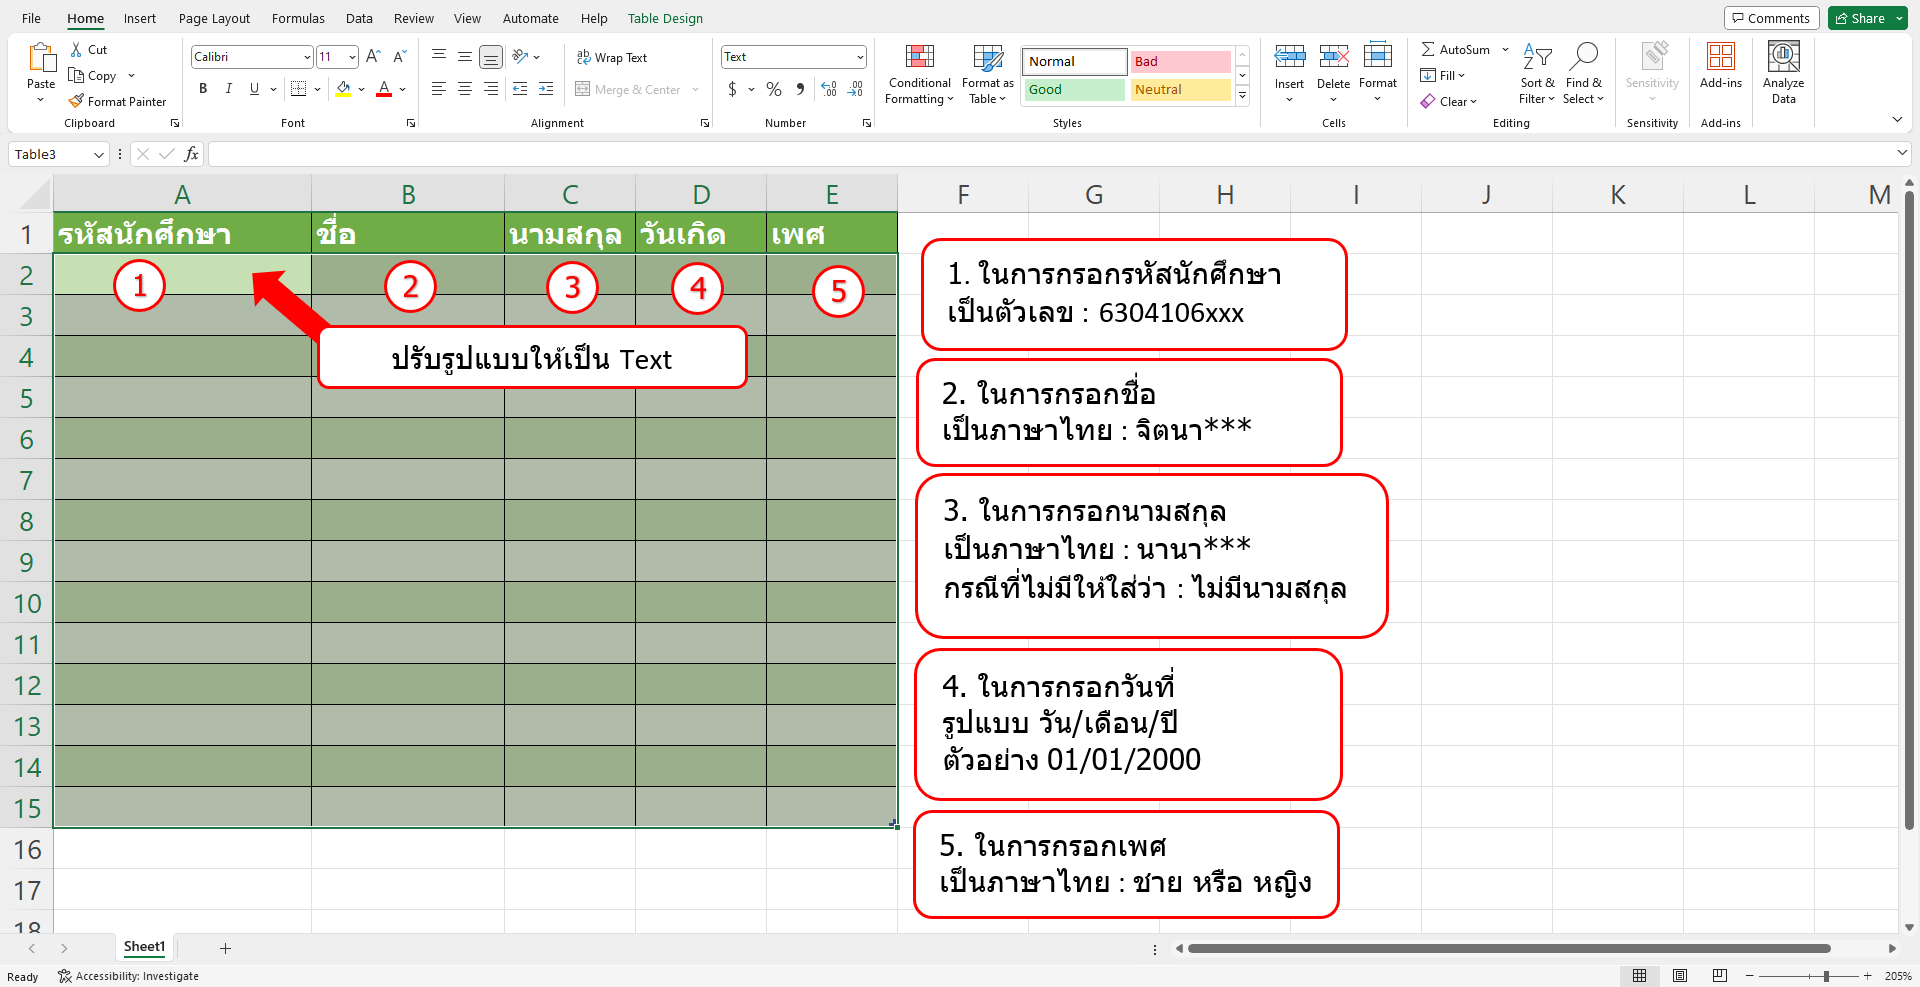 File Home Insert Page Layout Formulas Data Review View Automate Help Table Design Comments Share
Paste Cut Copy Format Painter Clipboard
Calibri 11 B I U A Font
Wrap Text Merge & Center Alignment
Text $ % Number
Conditional Formatting Format as Table Normal Bad Good Neutral Styles
Insert Delete Format Cells
AutoSum Fill Clear Sort & Filter Find & Select Editing
Sensitivity Sensitivity
Add-ins Add-ins
Analyze Data
Table3 fx
A B C D E F G H I J K L M
1 รหัสนักศึกษา ชื่อ นามสกุล วันเกิด เพศ
2 1 2 3 4 5
3
ปรับรูปแบบให้เป็น Text
4
5
6
7
8
9
10
11
12
13
14
15
16
17
18
1. ในการกรอกรหัสนักศึกษา
เป็นตัวเลข : 6304106xxx
2. ในการกรอกชื่อ
เป็นภาษาไทย : จิตนา***
3. ในการกรอกนามสกุล
เป็นภาษาไทย : นานา***
กรณีที่ไม่มีให้ใส่ว่า : ไม่มีนามสกุล
4. ในการกรอกวันที่
รูปแบบ วัน/เดือน/ปี
ตัวอย่าง 01/01/2000
5. ในการกรอกเพศ
เป็นภาษาไทย : ชาย หรือ หญิง
Sheet1
Ready Accessibility: Investigate 205%